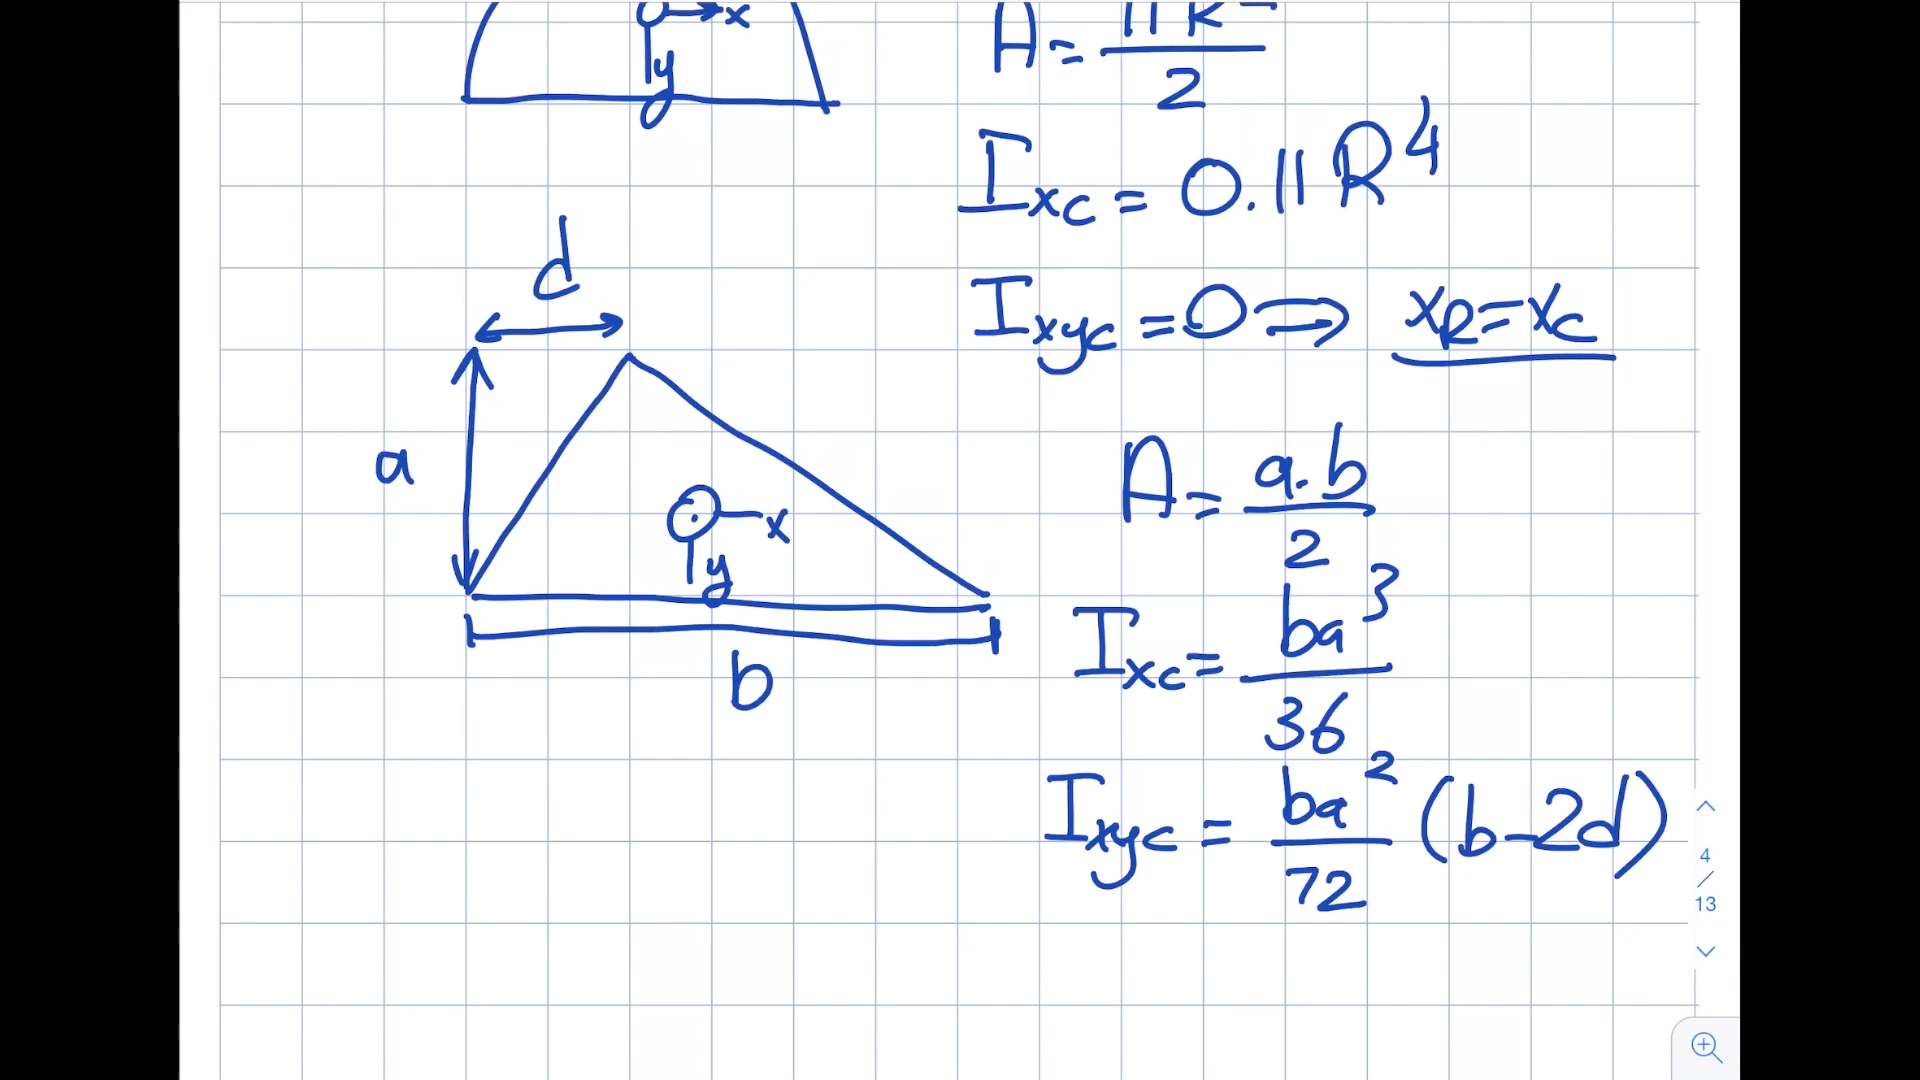 x
y
A = πR²/2
I_xc = 0.11 R⁴
I_xyc = 0 ⇒ x_R = x_c
d
a
x
y
b
A = a.b/2
I_xc = ba³/36
I_xyc = ba²/72 (b-2d)
4
/
13